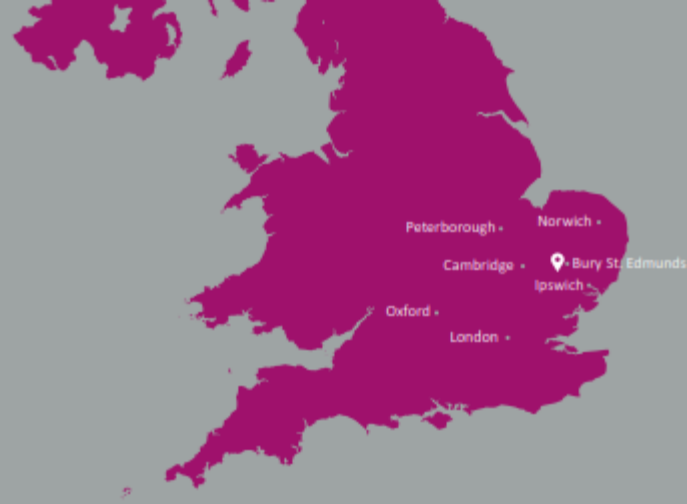 Norwich
Peterborough
Cambridge
Bury St. Edmunds
Ipswich
Oxford
London